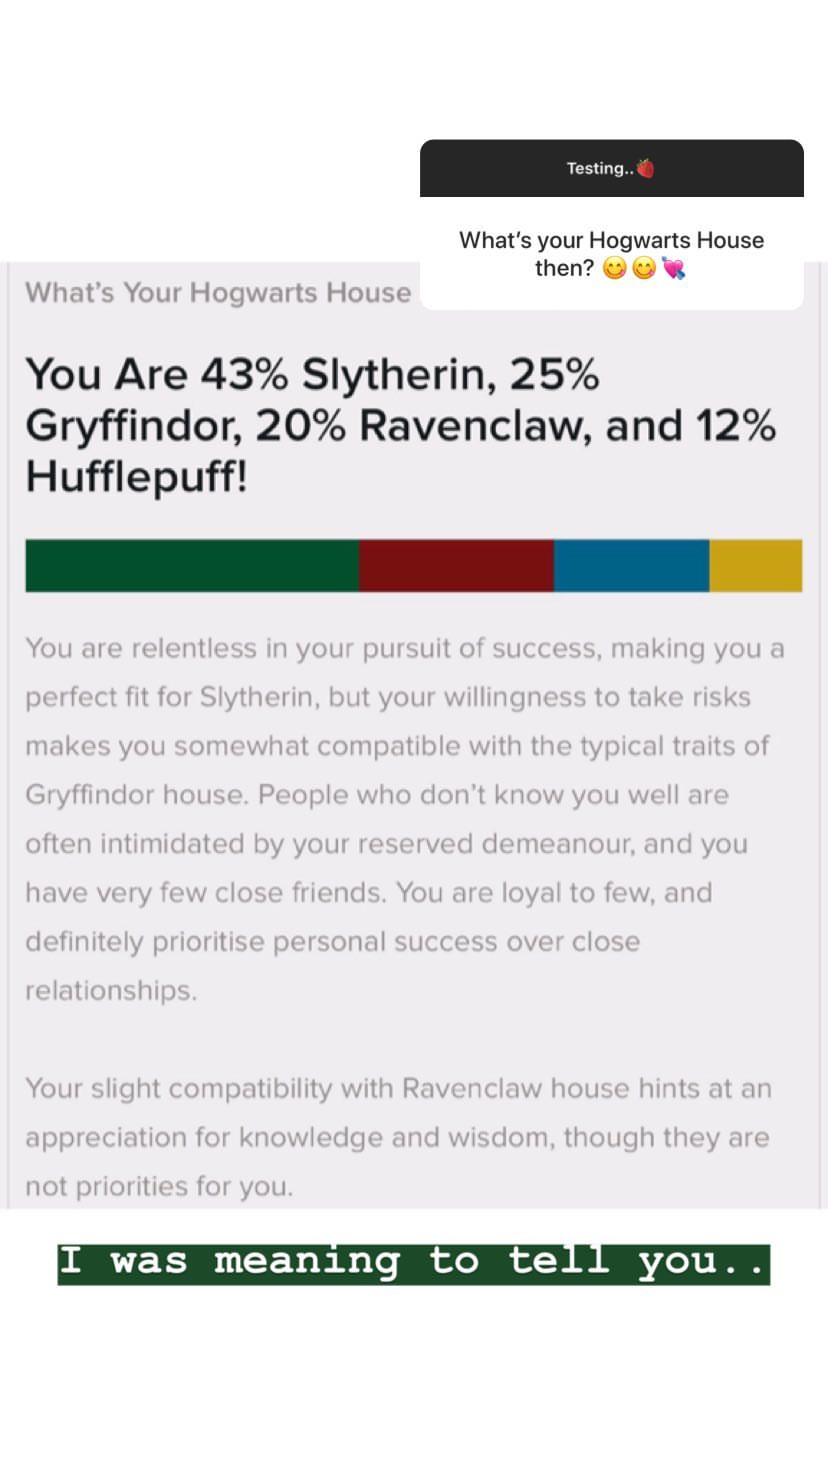 Testing..🍓
What's your Hogwarts House
then? 😋😋💘
What's Your Hogwarts House
You Are 43% Slytherin, 25%
Gryffindor, 20% Ravenclaw, and 12%
Hufflepuff!
You are relentless in your pursuit of success, making you a
perfect fit for Slytherin, but your willingness to take risks
makes you somewhat compatible with the typical traits of
Gryffindor house. People who don't know you well are
often intimidated by your reserved demeanour, and you
have very few close friends. You are loyal to few, and
definitely prioritise personal success over close
relationships.
Your slight compatibility with Ravenclaw house hints at an
appreciation for knowledge and wisdom, though they are
not priorities for you.
I was meaning to tell you..